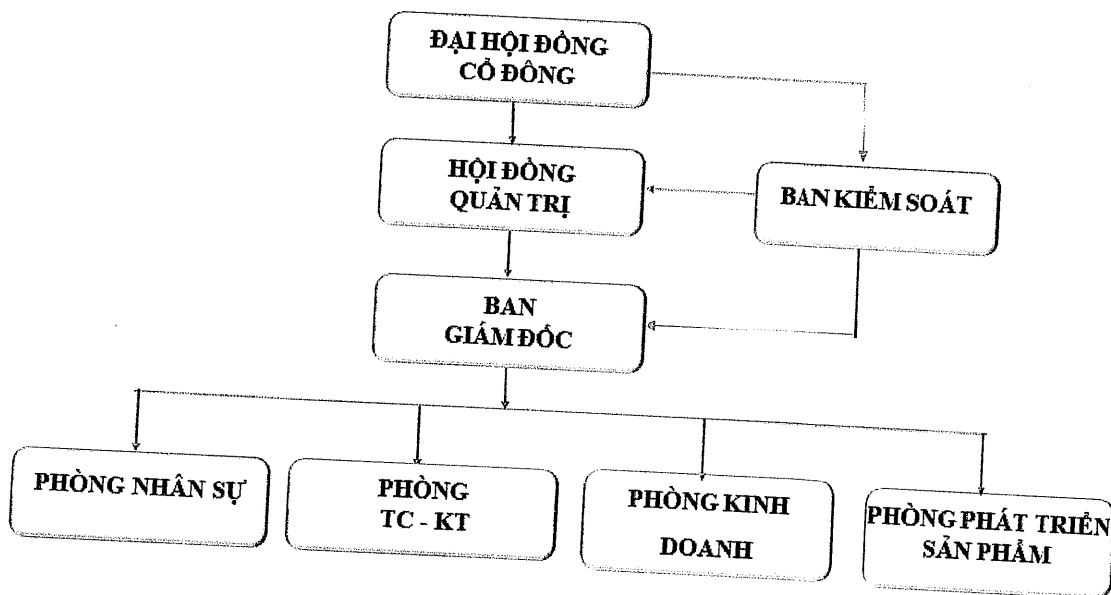 ĐẠI HỘI ĐỒNG
CỔ ĐÔNG
HỘI ĐỒNG
QUẢN TRỊ
BAN KIỂM SOÁT
BAN
GIÁM ĐỐC
PHÒNG NHÂN SỰ
PHÒNG
TC - KT
PHÒNG KINH
DOANH
PHÒNG PHÁT TRIỂN
SẢN PHẨM